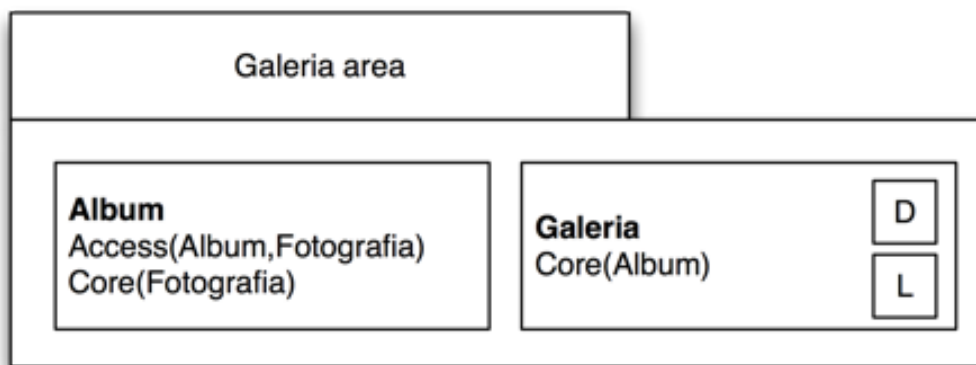 Galeria area
Album
Access(Album,Fotografia)
Core(Fotografia)
Galeria
Core(Album)
D
L